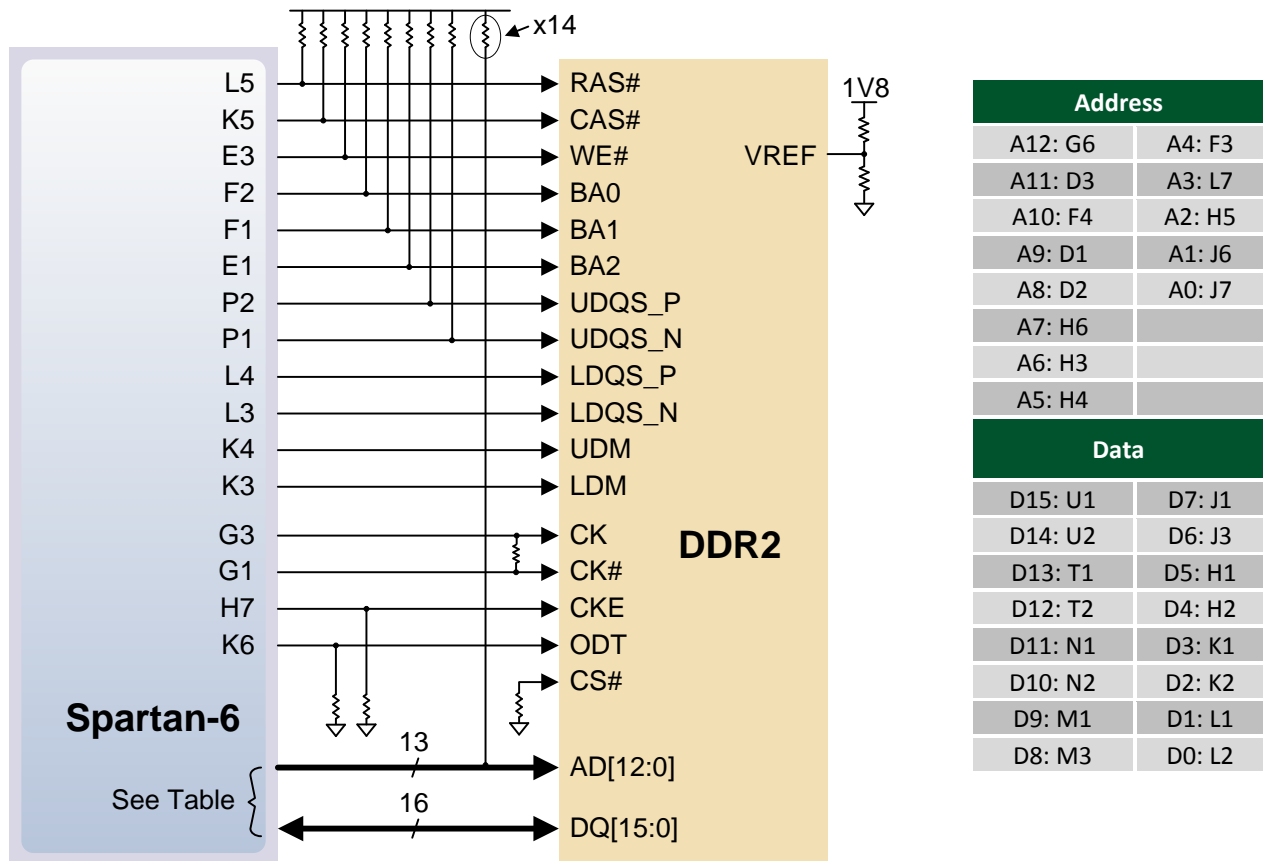 x14
L5 RAS#
K5 CAS#
E3 WE#
F2 BA0
F1 BA1
E1 BA2
P2 UDQS_P
P1 UDQS_N
L4 LDQS_P
L3 LDQS_N
K4 UDM
K3 LDM
G3 CK
G1 CK#
H7 CKE
K6 ODT
CS#
1V8
VREF
DDR2
Spartan-6
See Table
13
AD[12:0]
16
DQ[15:0]
Address
A12: G6 A4: F3
A11: D3 A3: L7
A10: F4 A2: H5
A9: D1 A1: J6
A8: D2 A0: J7
A7: H6
A6: H3
A5: H4
Data
D15: U1 D7: J1
D14: U2 D6: J3
D13: T1 D5: H1
D12: T2 D4: H2
D11: N1 D3: K1
D10: N2 D2: K2
D9: M1 D1: L1
D8: M3 D0: L2